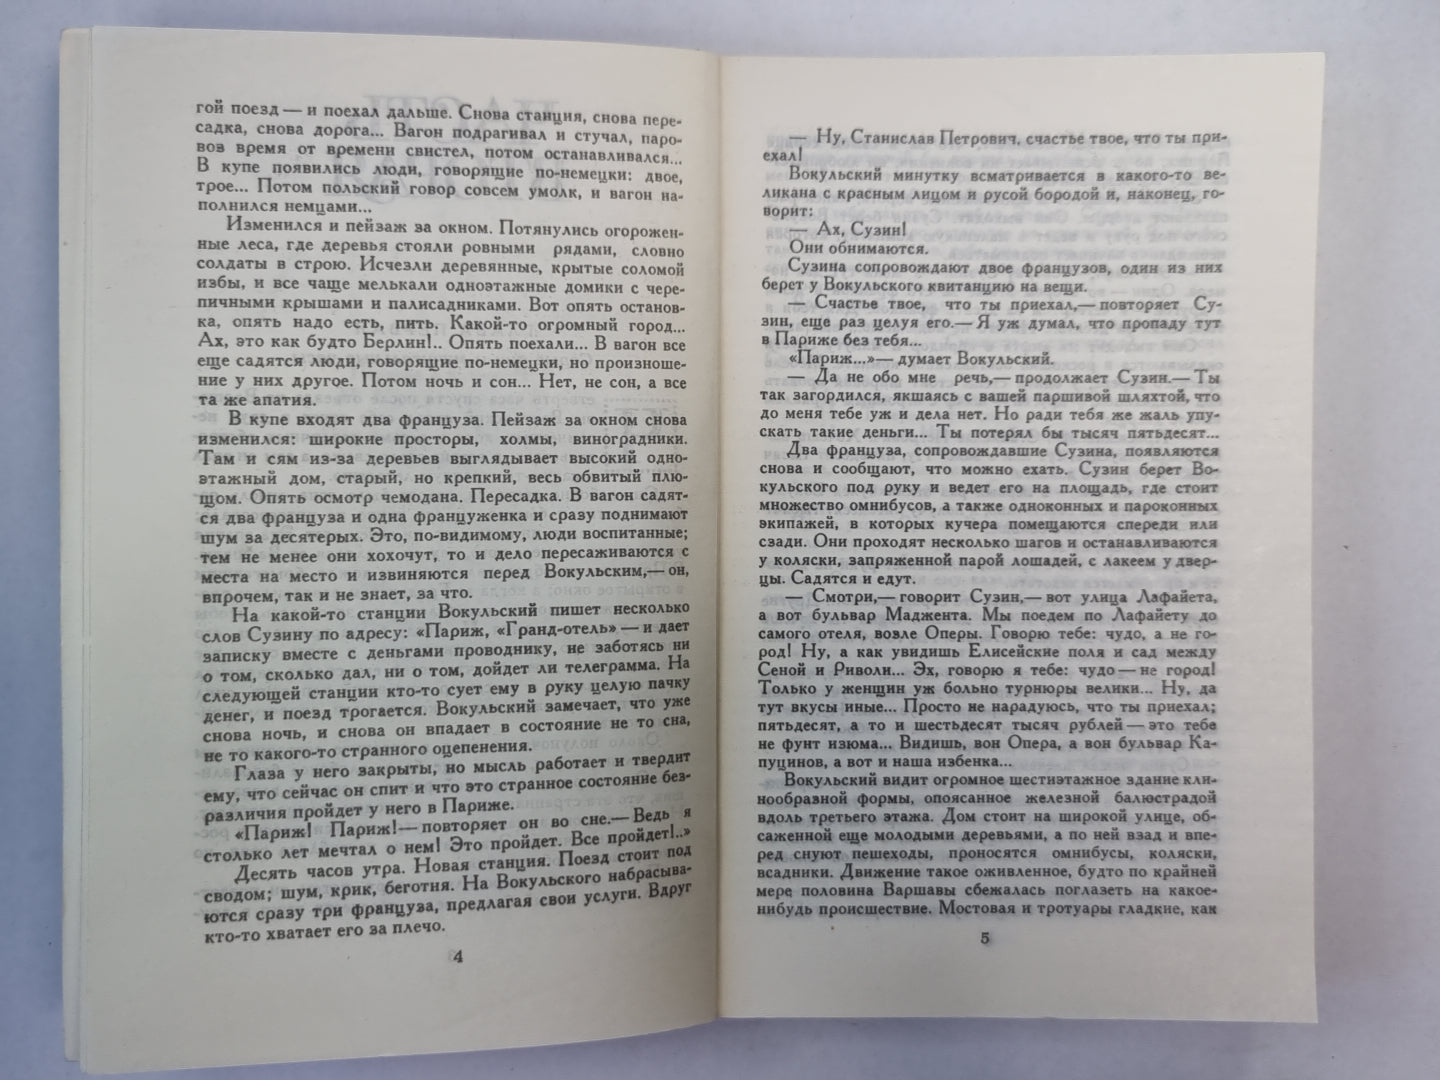 гой поезд — и поехал дальше. Снова станция, снова пере-
садка, снова дорога... Вагон подрагивал и стучал, паро-
воз время от времени свистел, потом останавливался...
В купе появились люди, говорящие по-немецки: двое,
трое... Потом польский говор совсем умолк, и вагон на-
полнился немцами...
Изменился и пейзаж за окном. Потянулись огорожен-
ные леса, где деревья стояли ровными рядами, словно
солдаты в строю. Исчезли деревянные, крытые соломой
избы, и все чаще мелькали одноэтажные домики с чере-
пичными крышами и палисадниками. Вот опять останов-
ка, опять надо есть, пить. Какой-то огромный город...
Ах, это как будто Берлин!.. Опять поехали... В вагон все
еще садятся люди, говорящие по-немецки, но произноше-
ние у них другое. Потом ночь и сон... Нет, не сон, а все
та же апатия.
В купе входят два француза. Пейзаж за окном снова
изменился: широкие просторы, холмы, виноградники.
Там и сям из-за деревьев выглядывает высокий одно-
этажный дом, старый, но крепкий, весь обвитый плю-
щом. Опять осмотр чемодана. Пересадка. В вагон садят-
ся два француза и одна француженка и сразу поднимают
шум за десятерых. Это, по-видимому, люди воспитанные;
тем не менее они хохочут, то и дело пересаживаются с
места на место и извиняются перед Вокульским,— он,
впрочем, так и не знает, за что.
На какой-то станции Вокульский пишет несколько
слов Сузину по адресу: «Париж, «Гранд-отель» — и дает
записку вместе с деньгами проводнику, не заботясь ни
о том, сколько дал, ни о том, дойдет ли телеграмма. На
следующей станции кто-то сует ему в руку целую пачку
денег, и поезд трогается. Вокульский замечает, что уже
снова ночь, и снова он впадает в состояние не то сна,
не то какого-то странного оцепенения.
Глаза у него закрыты, но мысль работает и твердит
ему, что сейчас он спит и что это странное состояние без-
различия пройдет у него в Париже.
«Париж! Париж!— повторяет он во сне.— Ведь я
столько лет мечтал о нем! Это пройдет. Все пройдет!..»
Десять часов утра. Новая станция. Поезд стоит под
сводом; шум, крик, беготня. На Вокульского набрасыва-
ются сразу три француза, предлагая свои услуги. Вдруг
кто-то хватает его за плечо.
4
— Ну, Станислав Петрович, счастье твое, что ты при-
ехал!
Вокульский минутку всматривается в какого-то ве-
ликана с красным лицом и русой бородой и, наконец, го-
ворит:
— Ах, Сузин!
Они обнимаются.
Сузина сопровождают двое французов, один из них
берет у Вокульского квитанцию на вещи.
— Счастье твое, что ты приехал,— повторяет Су-
зин, еще раз целуя его.— Я уж думал, что пропаду тут
в Париже без тебя...
«Париж...»— думает Вокульский.
— Да не обо мне речь,— продолжает Сузин.— Ты
так загордился, якшаясь с вашей паршивой шляхтой, что
до меня тебе уж и дела нет. Но ради тебя же жаль упу-
скать такие деньги... Ты потерял бы тысяч пятьдесят...
Два француза, сопровождавшие Сузина, появляются
снова и сообщают, что можно ехать. Сузин берет Во-
кульского под руку и ведет его на площадь, где стоит
множество омнибусов, а также одноконных и пароконных
экипажей, в которых кучера помещаются спереди или
сзади. Они проходят несколько шагов и останавливаются
у коляски, запряженной парой лошадей, с лакеем у двер-
цы. Садятся и едут.
— Смотри,— говорит Сузин,— вот улица Лафайета,
а вот бульвар Маджента. Мы поедем по Лафайету до
самого отеля, возле Оперы. Говорю тебе: чудо, а не го-
род! Ну, а как увидишь Елисейские поля и сад между
Сеной и Риволи... Эх, говорю я тебе: чудо — не город!
Только у женщин уж больно турнюры велики... Ну, да
тут вкусы иные... Просто не нарадуюсь, что ты приехал;
пятьдесят, а то и шестьдесят тысяч рублей — это тебе
не фунт изюма... Видишь, вон Опера, а вон бульвар Ка-
пуцинов, а вот и наша избенка...
Вокульский видит огромное шестиэтажное здание кли-
нообразной формы, опоясанное железной балюстрадой
вдоль третьего этажа. Дом стоит на широкой улице, об-
саженной еще молодыми деревьями, а по ней взад и впе-
ред снуют пешеходы, проносятся омнибусы, коляски,
всадники. Движение такое оживленное, будто по крайней
мере половина Варшавы сбежалась поглазеть на какое-
нибудь происшествие. Мостовая и тротуары гладкие, как
5